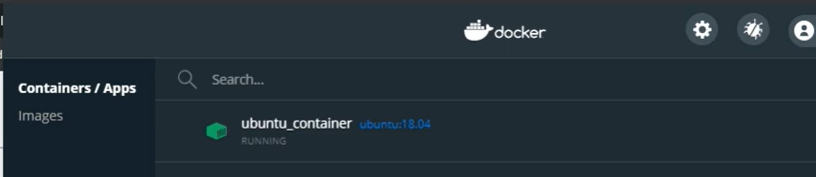 docker
Containers / Apps
Search...
Images
ubuntu_container ubuntu:18.04
RUNNING